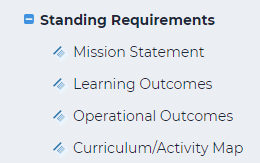 Standing Requirements
Mission Statement
Learning Outcomes
Operational Outcomes
Curriculum/Activity Map